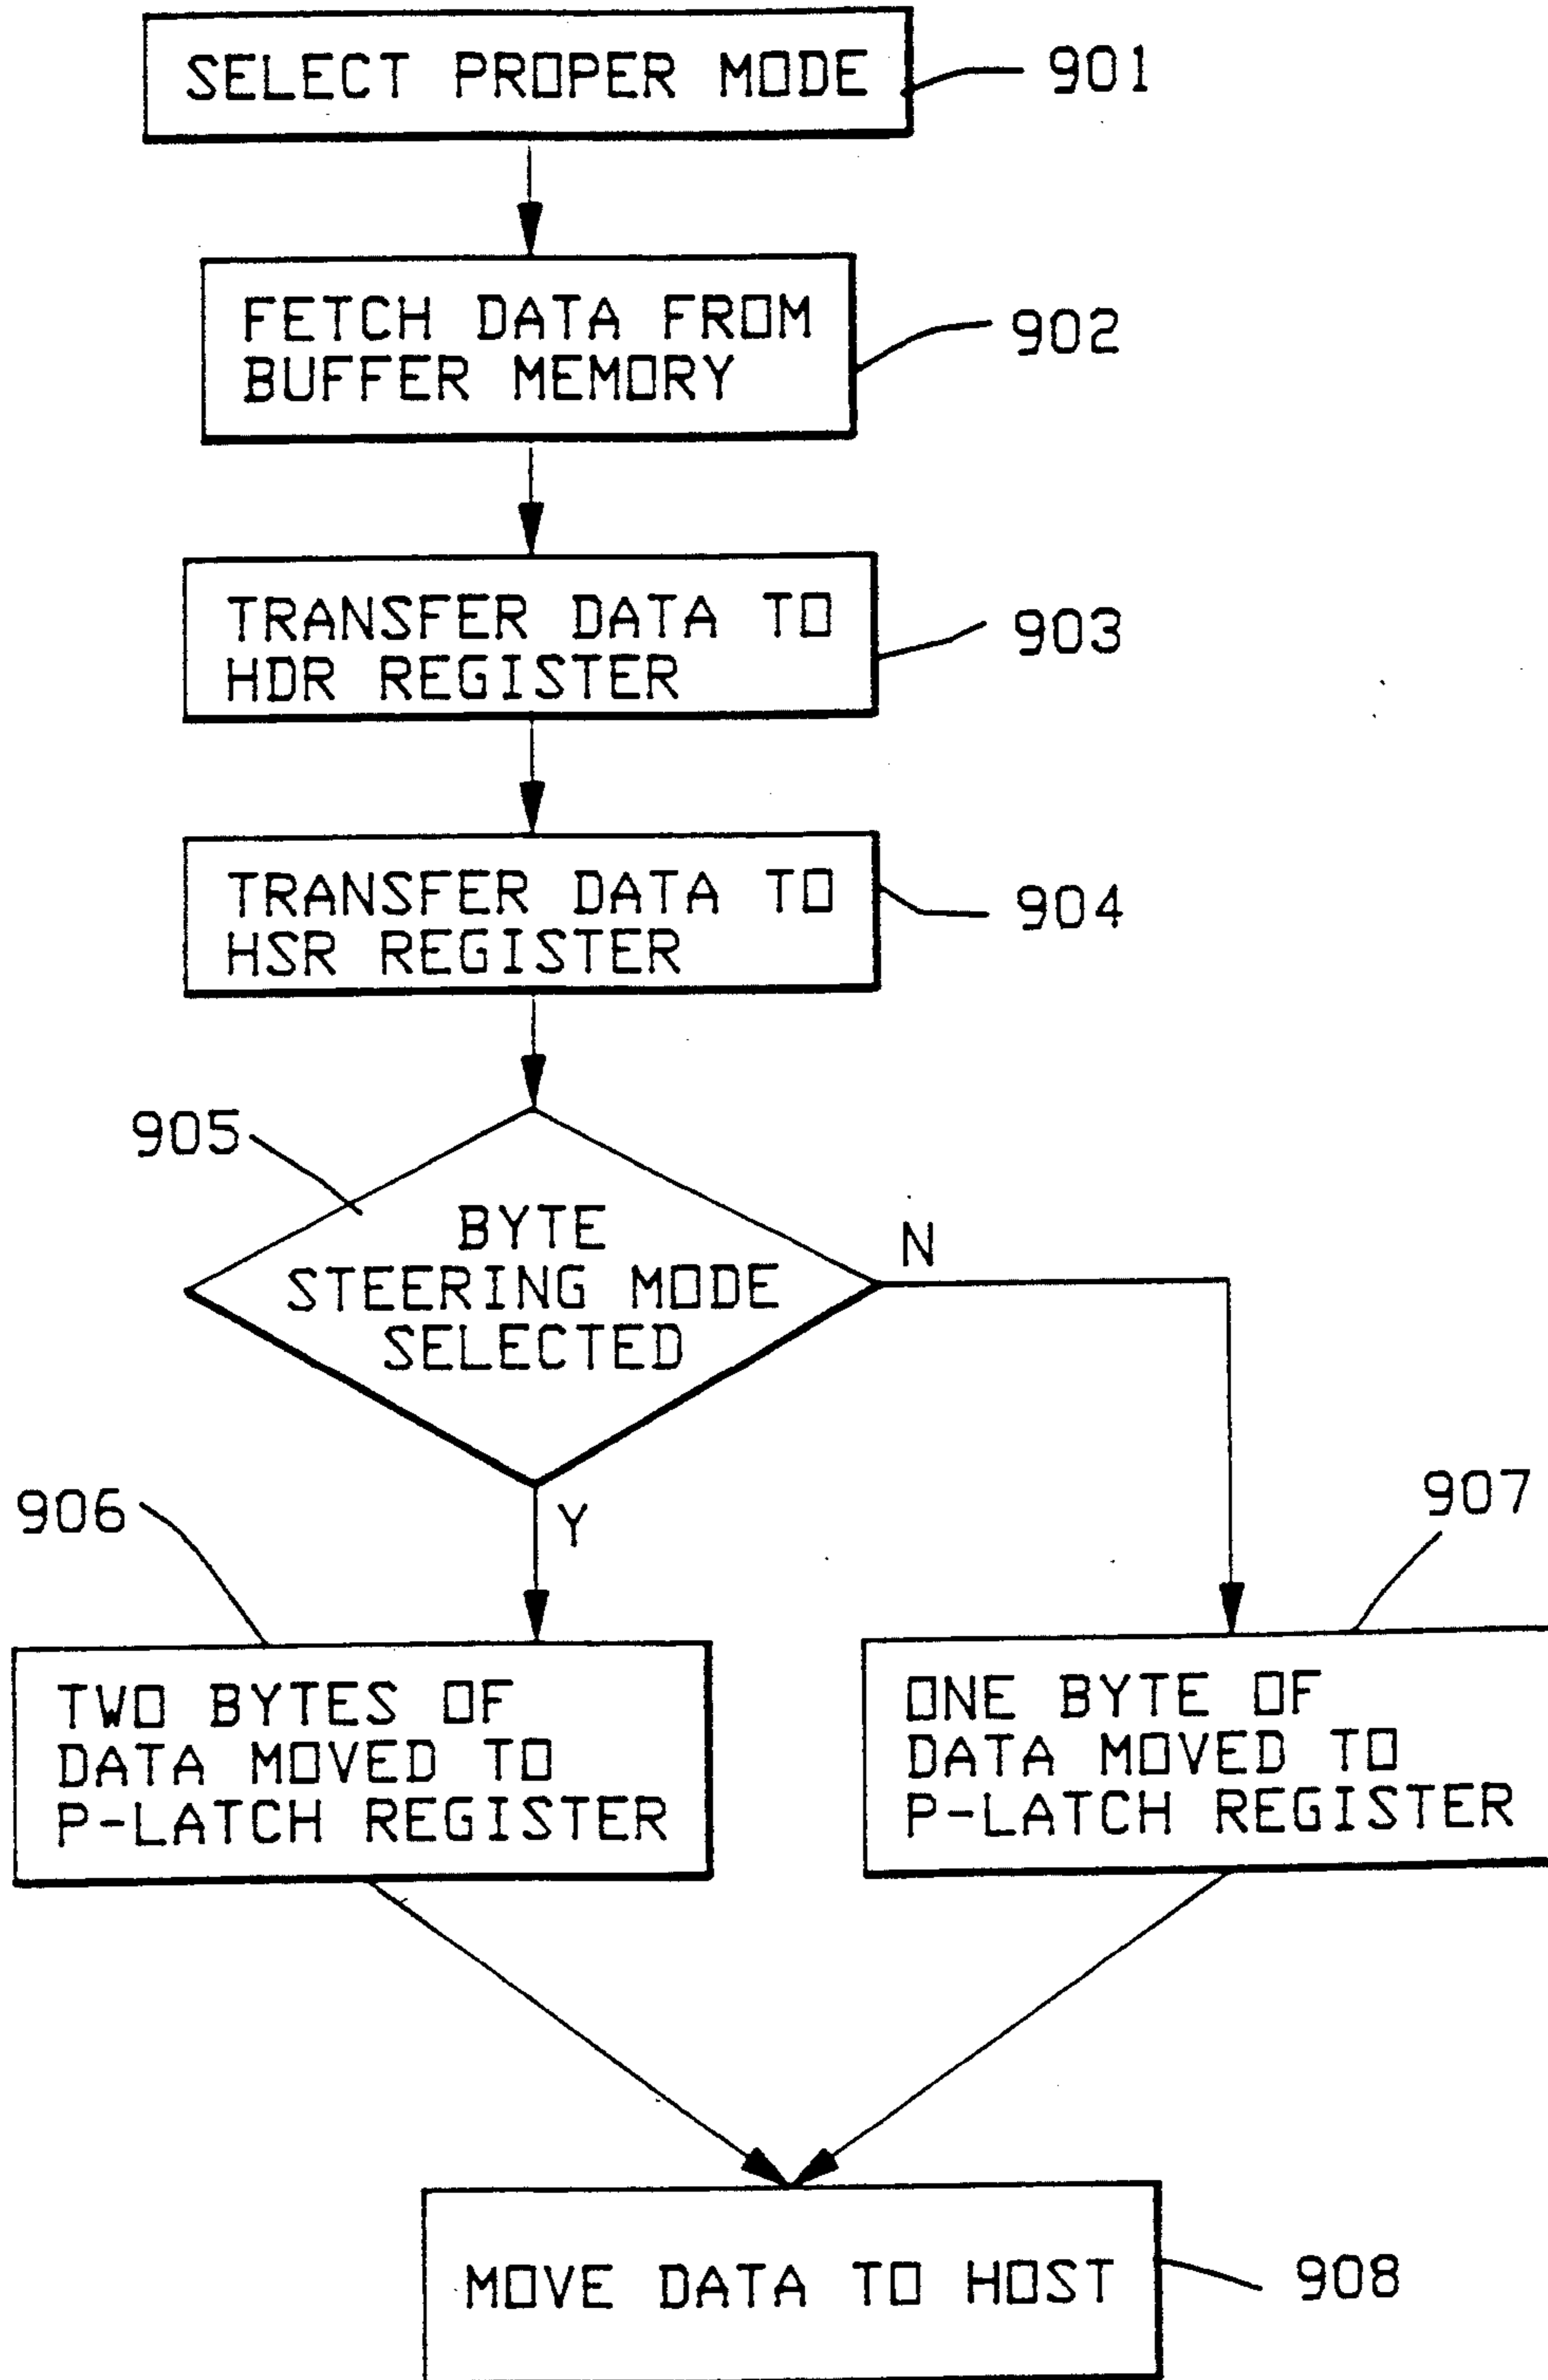 SELECT PROPER MODE
901
FETCH DATA FROM
BUFFER MEMORY
902
TRANSFER DATA TO
HDR REGISTER
903
TRANSFER DATA TO
HSR REGISTER
904
905
BYTE
STEERING MODE
SELECTED
N
Y
906
TWO BYTES OF
DATA MOVED TO
P-LATCH REGISTER
907
ONE BYTE OF
DATA MOVED TO
P-LATCH REGISTER
MOVE DATA TO HOST
908